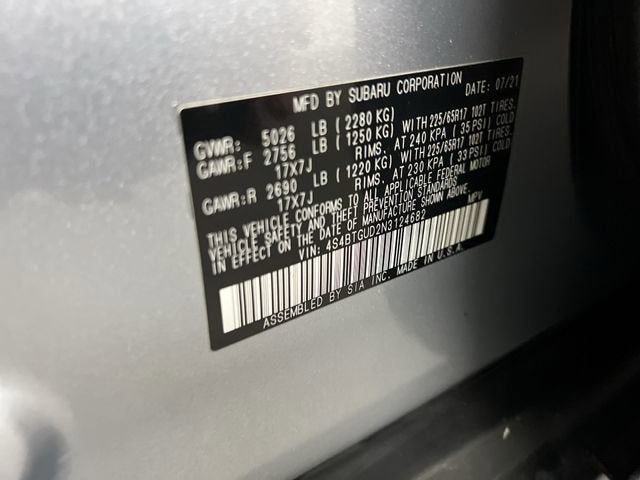 MFD BY SUBARU CORPORATION DATE: 07/21
GVWR: 5026 LB ( 2280 KG)
GAWR:F 2756 LB ( 1250 KG) WITH 225/65R17 102T TIRES,
17X7J RIMS, AT 240 KPA ( 35 PSI) COLD
GAWR:R 2690 LB ( 1220 KG) WITH 225/65R17 102T TIRES,
17X7J RIMS, AT 230 KPA ( 33 PSI) COLD
THIS VEHICLE CONFORMS TO ALL APPLICABLE FEDERAL MOTOR
VEHICLE SAFETY AND THEFT PREVENTION STANDARDS
IN EFFECT ON THE DATE OF MANUFACTURE SHOWN ABOVE.
VIN: 4S4BTGUD2N3124682 MPV
ASSEMBLED BY SIA INC. MADE IN U.S.A.